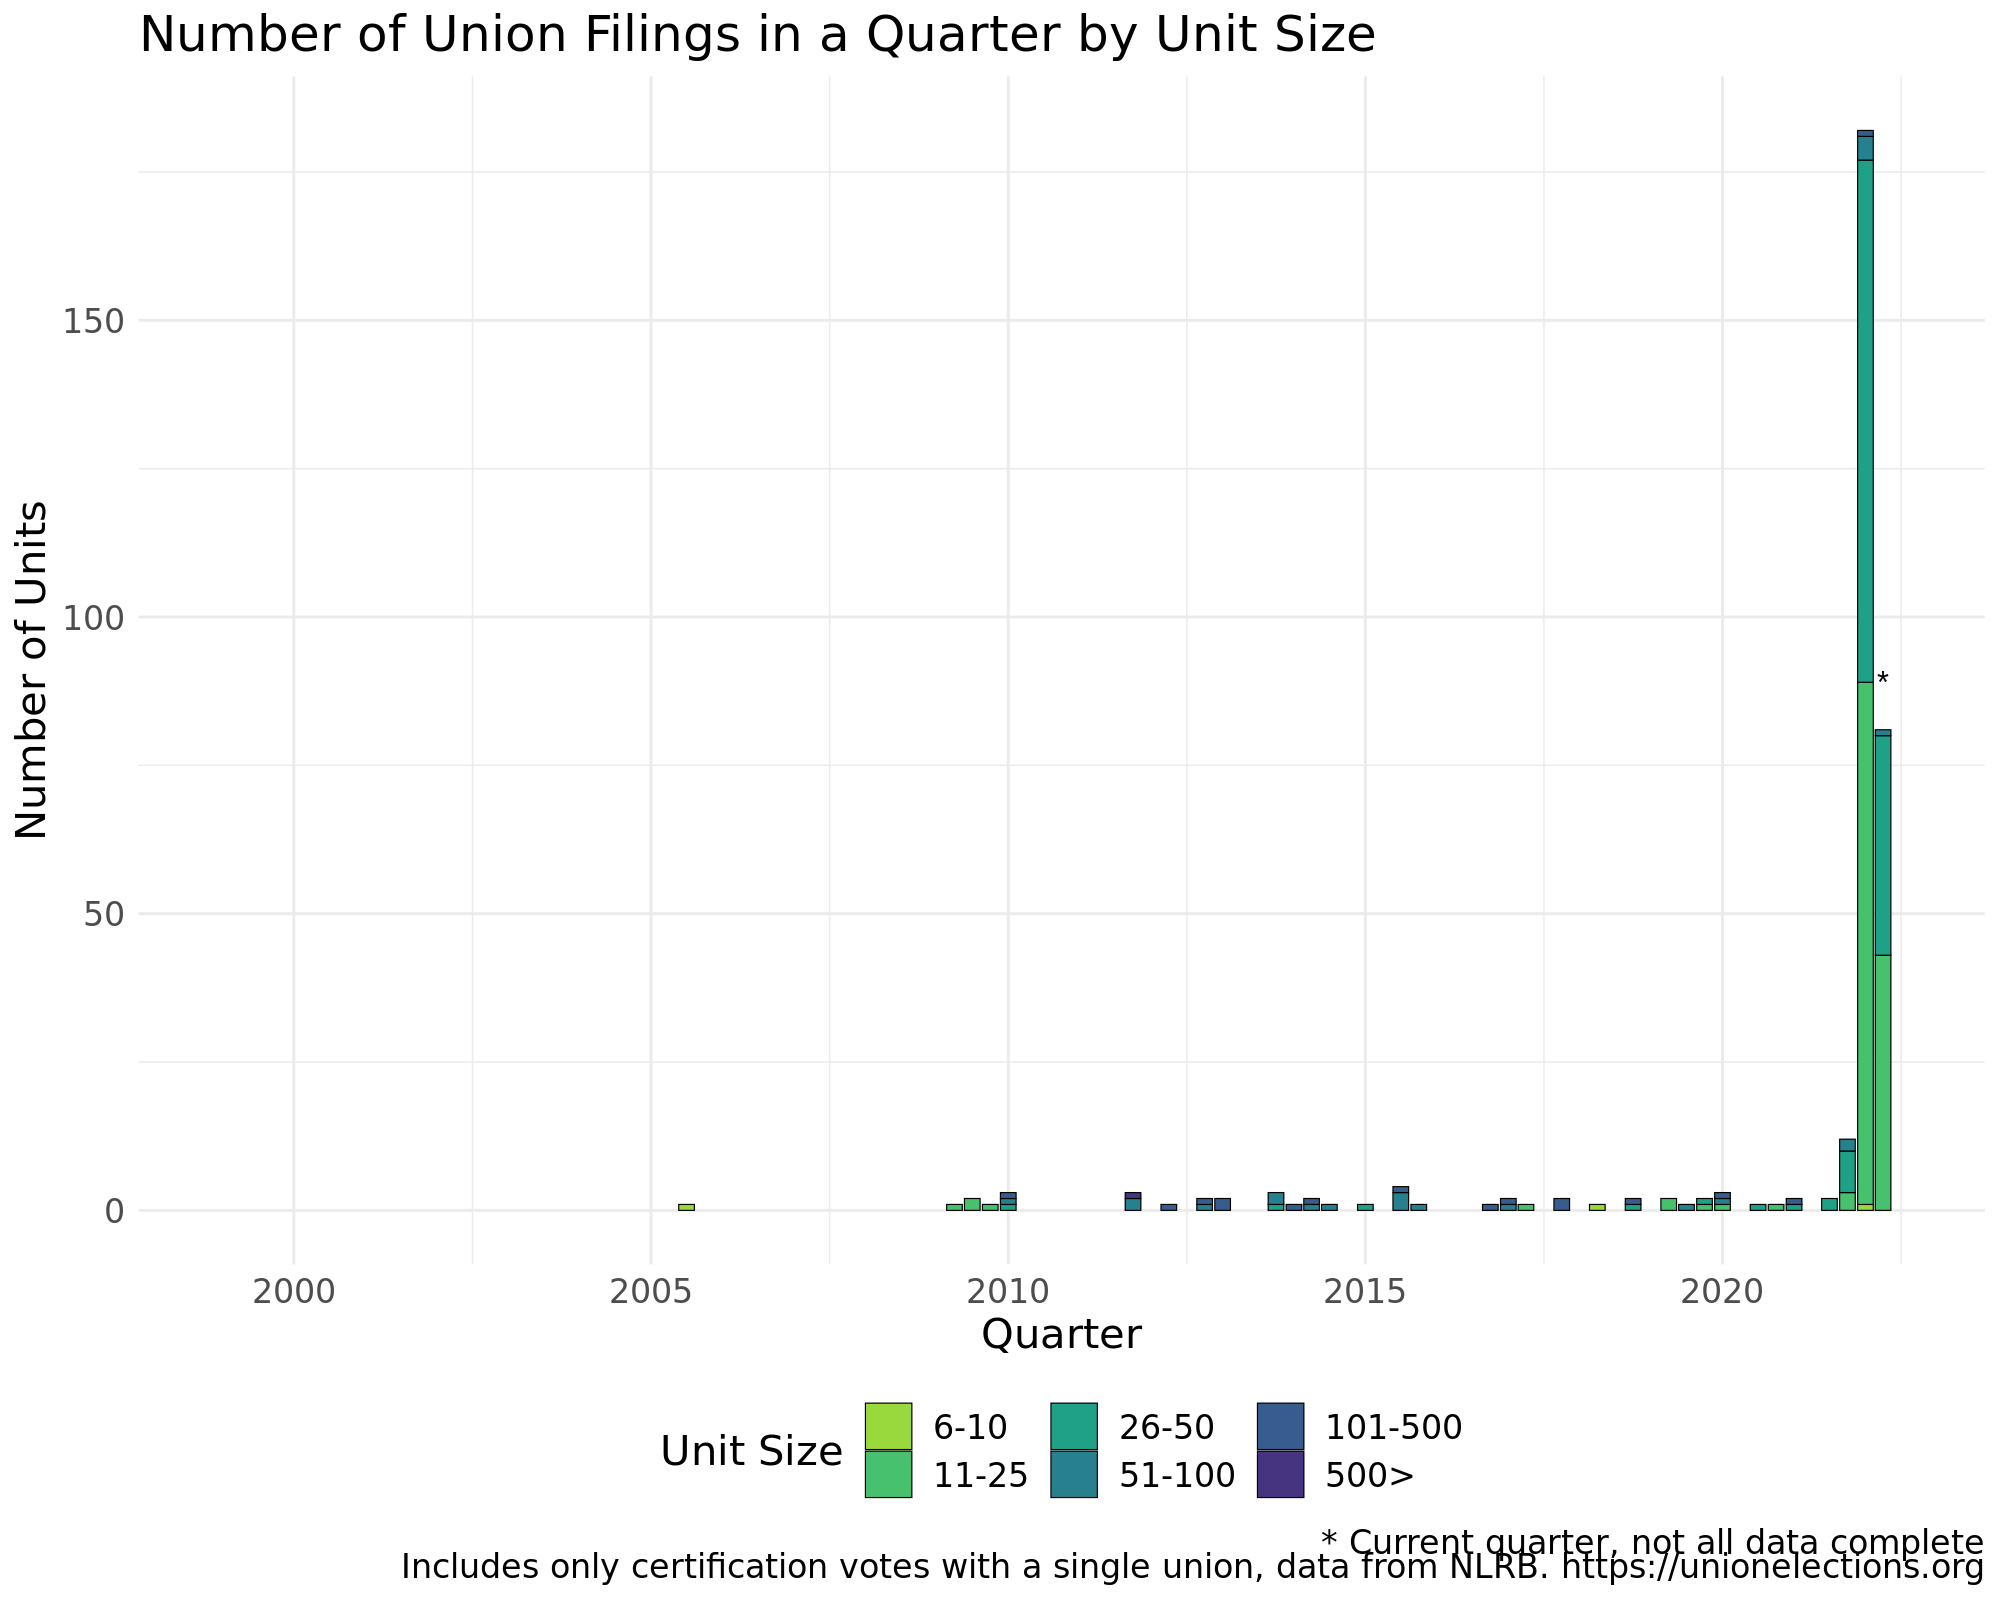 Number of Union Filings in a Quarter by Unit Size
Number of Units
150
100
50
0
*
2000 2005 2010 2015 2020
Quarter
Unit Size
6-10 26-50 101-500
11-25 51-100 500>
* Current quarter, not all data complete
Includes only certification votes with a single union, data from NLRB. https://unionelections.org